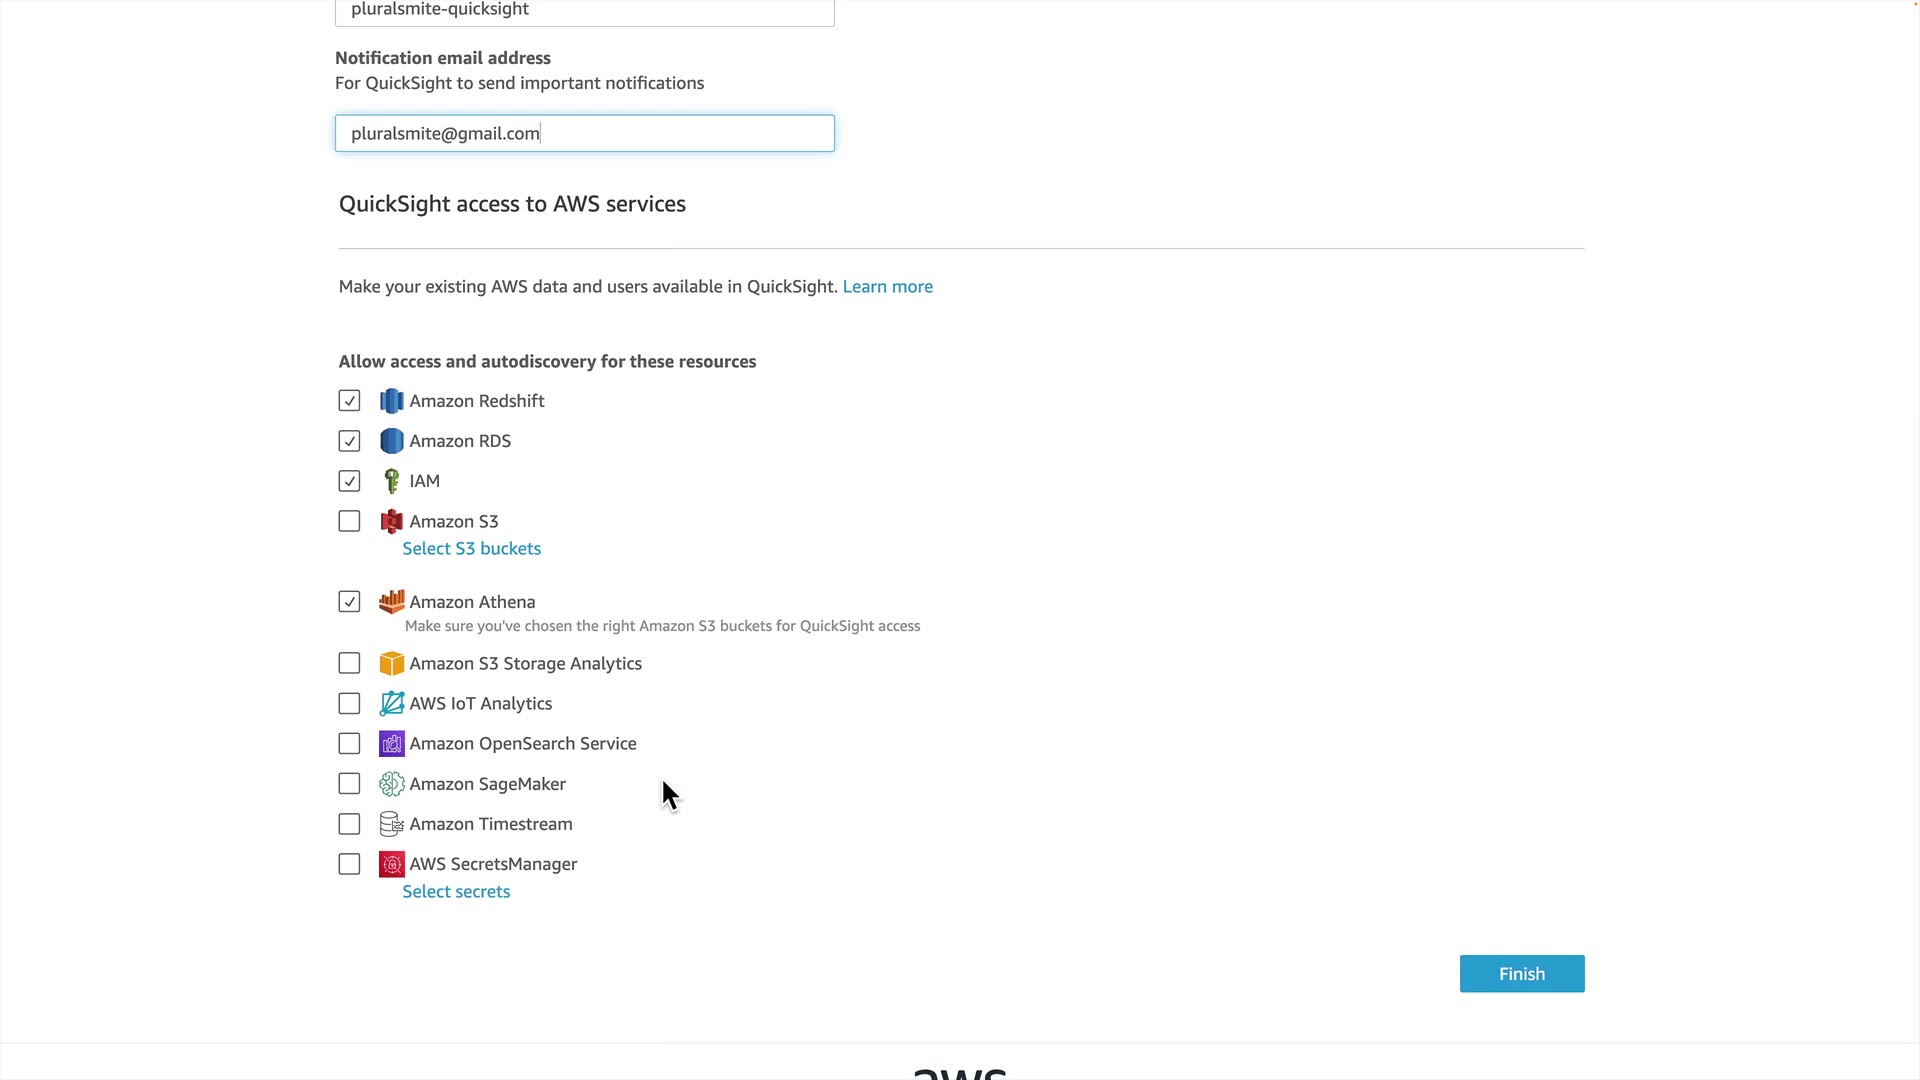 pluralsmite-quicksight
Notification email address
For QuickSight to send important notifications
pluralsmite@gmail.com
QuickSight access to AWS services
Make your existing AWS data and users available in QuickSight. Learn more
Allow access and autodiscovery for these resources
Amazon Redshift
Amazon RDS
IAM
Amazon S3
Select S3 buckets
Amazon Athena
Make sure you've chosen the right Amazon S3 buckets for QuickSight access
Amazon S3 Storage Analytics
AWS IoT Analytics
Amazon OpenSearch Service
Amazon SageMaker
Amazon Timestream
AWS SecretsManager
Select secrets
Finish
aws